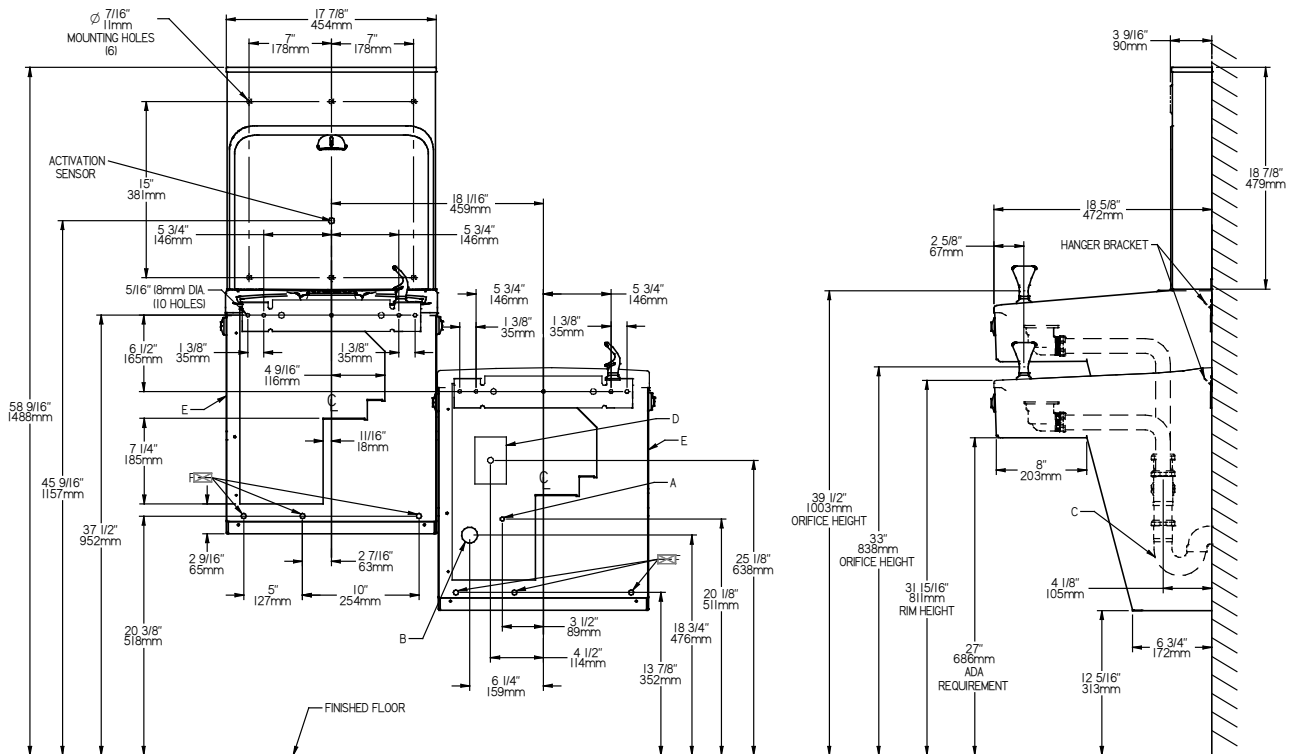 Ø 7/16"
11mm
MOUNTING HOLES
(6)
17 7/8"
454mm
7"
178mm
7"
178mm
3 9/16"
90mm
ACTIVATION
SENSOR
15"
381mm
18 1/16"
459mm
18 7/8"
479mm
18 5/8"
472mm
5 3/4"
146mm
5 3/4"
146mm
2 5/8"
67mm
HANGER BRACKET
5/16" (8mm) DIA.
(10 HOLES)
5 3/4"
146mm
5 3/4"
146mm
1 3/8"
35mm
1 3/8"
35mm
6 1/2"
165mm
1 3/8"
35mm
1 3/8"
35mm
4 9/16"
116mm
58 9/16"
1488mm
E
CL
D
E
11/16"
18mm
7 1/4"
185mm
CL
45 9/16"
1157mm
A
8"
203mm
39 1/2"
1003mm
ORIFICE HEIGHT
C
37 1/2"
952mm
33"
838mm
ORIFICE HEIGHT
2 9/16"
65mm
2 7/16"
63mm
25 1/8"
638mm
31 15/16"
811mm
RIM HEIGHT
4 1/8"
105mm
5"
127mm
10"
254mm
20 1/8"
511mm
20 3/8"
518mm
3 1/2"
89mm
18 3/4"
476mm
B
4 1/2"
114mm
6 1/4"
159mm
13 7/8"
352mm
27"
686mm
ADA
REQUIREMENT
6 3/4"
172mm
12 5/16"
313mm
FINISHED FLOOR